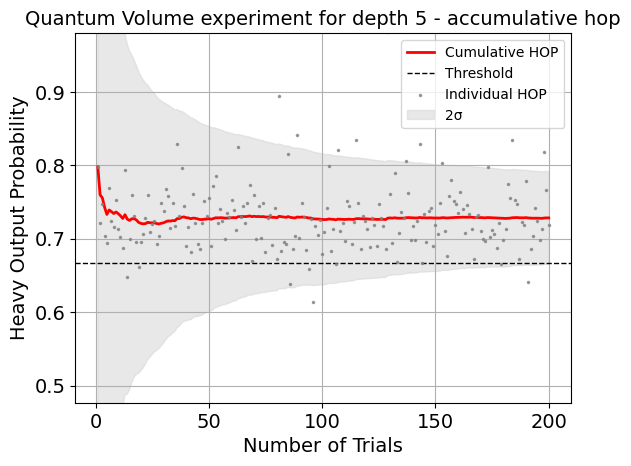 Quantum Volume experiment for depth 5 - accumulative hop
Heavy Output Probability
0.9
0.8
0.7
0.6
0.5
Cumulative HOP
Threshold
Individual HOP
2σ
0
50
100
150
200
Number of Trials